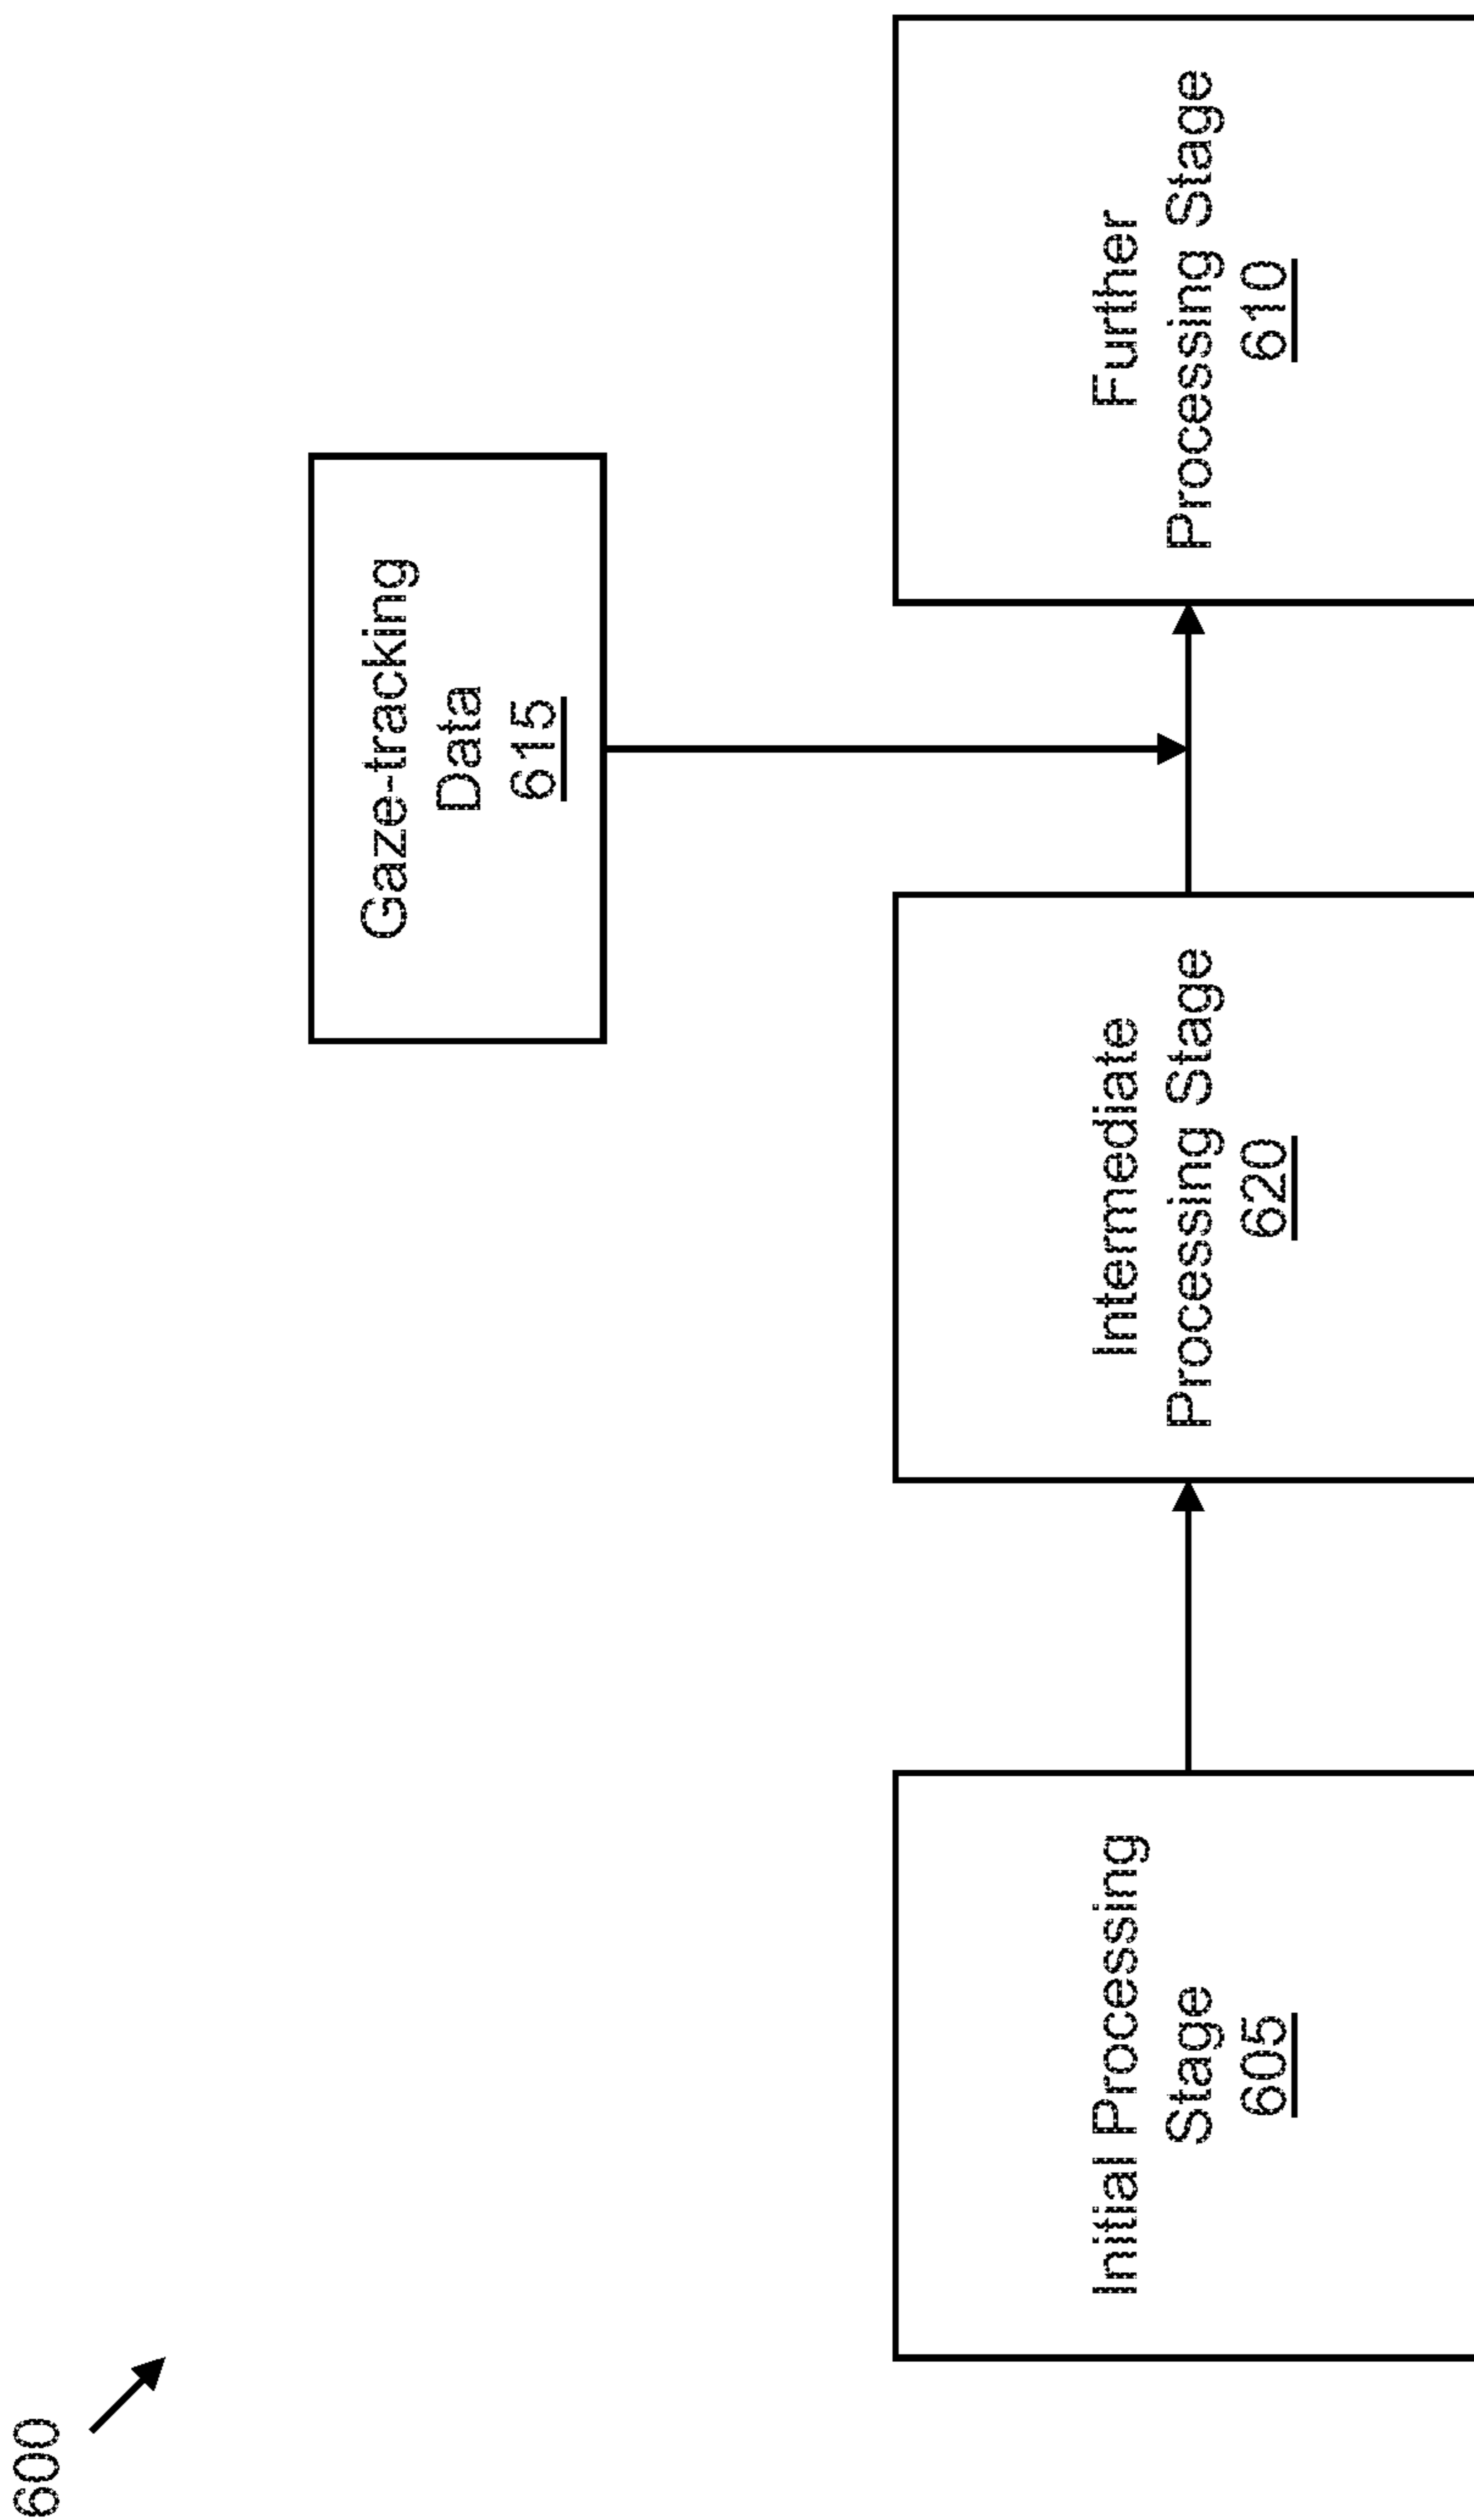 600
Gaze-tracking
Data
615
Initial Processing
Stage
605
Intermediate
Processing Stage
620
Further
Processing Stage
610